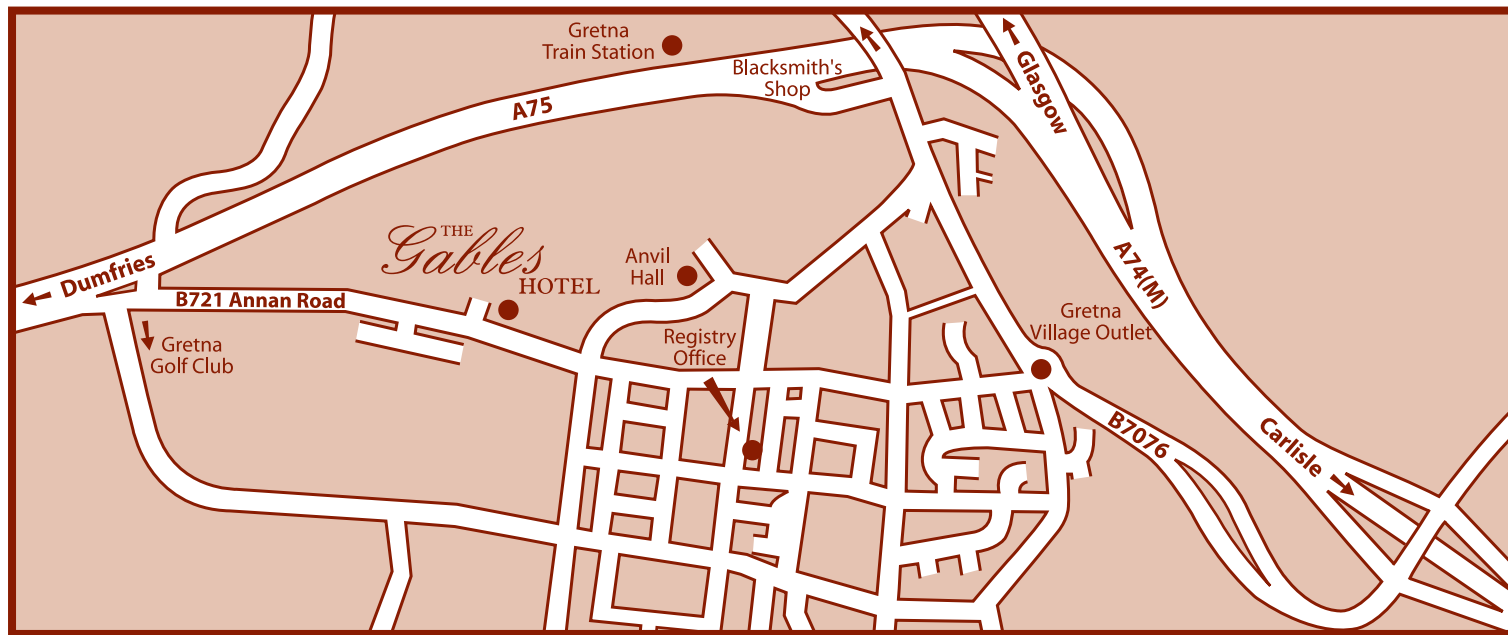 Gretna
Train Station
Blacksmith's
Shop
Glasgow
A75
THE
Gables
HOTEL
Anvil
Hall
A74(M)
Dumfries
B721 Annan Road
Gretna
Village Outlet
Registry
Office
Gretna
Golf Club
B7076
Carlisle